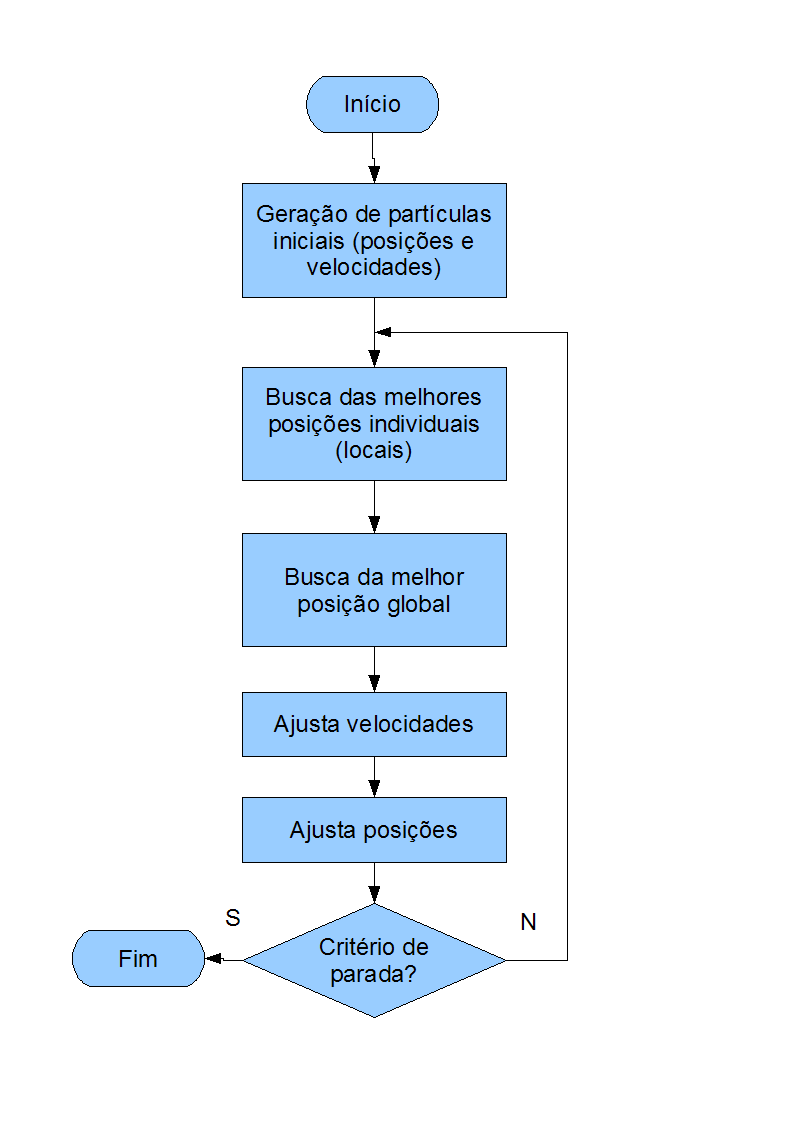 Início
Geração de partículas
iniciais (posições e
velocidades)
Busca das melhores
posições individuais
(locais)
Busca da melhor
posição global
Ajusta velocidades
Ajusta posições
S
N
Critério de
parada?
Fim